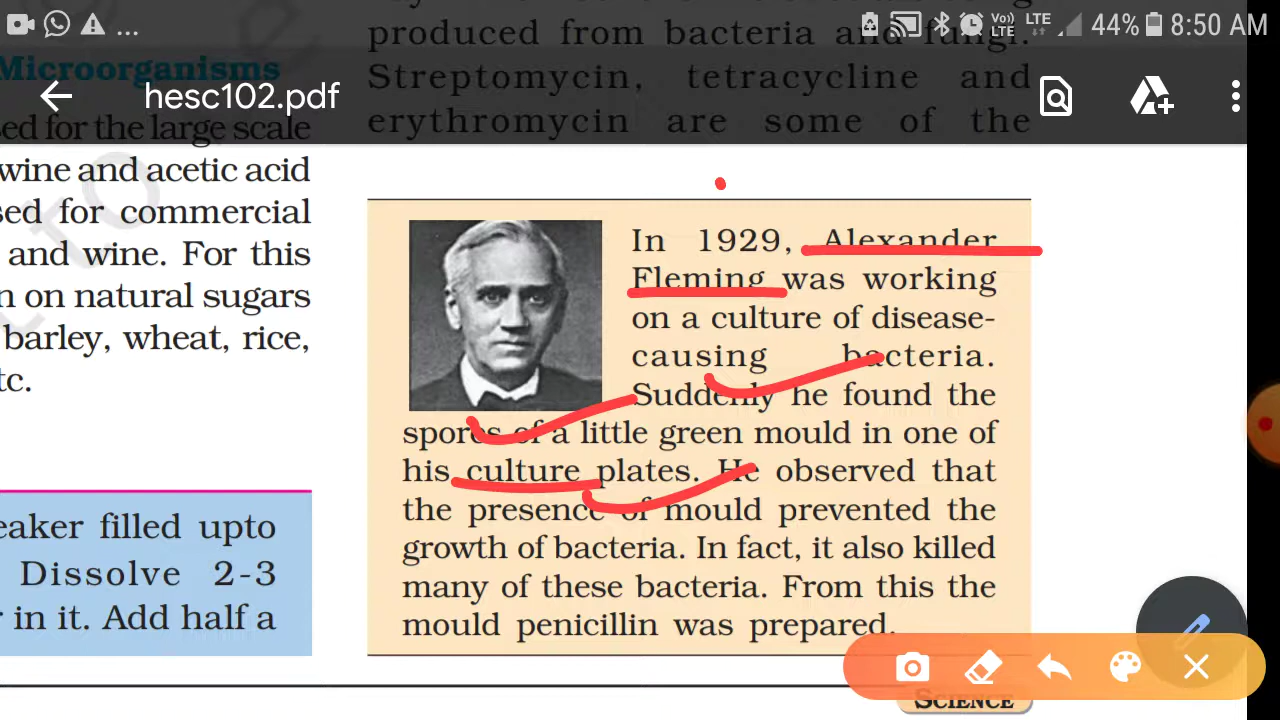 ... Vo)) LTE LTE 44% 8:50 AM
hesc102.pdf
Microorganisms
sed for the large scale
wine and acetic acid
sed for commercial
and wine. For this
n on natural sugars
barley, wheat, rice,
tc.
eaker filled upto
Dissolve 2-3
r in it. Add half a
produced from bacteria and fungi.
Streptomycin, tetracycline and
erythromycin are some of the
In 1929, Alexander
Fleming was working
on a culture of disease-
causing bacteria.
Suddenly he found the
spores of a little green mould in one of
his culture plates. He observed that
the presence of mould prevented the
growth of bacteria. In fact, it also killed
many of these bacteria. From this the
mould penicillin was prepared.
SCIENCE